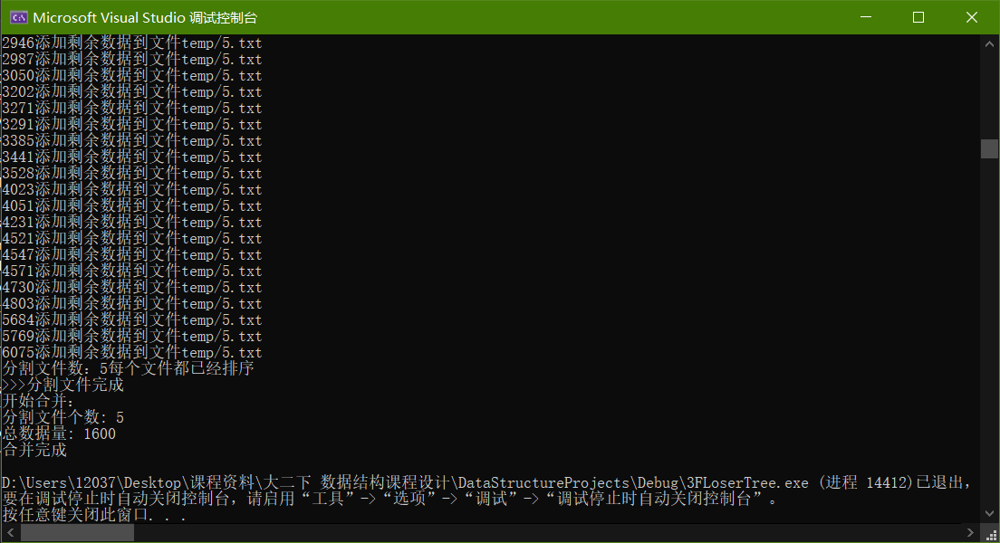 Microsoft Visual Studio 调试控制台
2946添加剩余数据到文件temp/5.txt
2987添加剩余数据到文件temp/5.txt
3050添加剩余数据到文件temp/5.txt
3202添加剩余数据到文件temp/5.txt
3271添加剩余数据到文件temp/5.txt
3291添加剩余数据到文件temp/5.txt
3385添加剩余数据到文件temp/5.txt
3441添加剩余数据到文件temp/5.txt
3528添加剩余数据到文件temp/5.txt
4023添加剩余数据到文件temp/5.txt
4051添加剩余数据到文件temp/5.txt
4231添加剩余数据到文件temp/5.txt
4521添加剩余数据到文件temp/5.txt
4547添加剩余数据到文件temp/5.txt
4571添加剩余数据到文件temp/5.txt
4730添加剩余数据到文件temp/5.txt
4803添加剩余数据到文件temp/5.txt
5684添加剩余数据到文件temp/5.txt
5769添加剩余数据到文件temp/5.txt
6075添加剩余数据到文件temp/5.txt
分割文件数：5每个文件都已经排序
>>>分割文件完成
开始合并：
分割文件个数: 5
总数据量: 1600
合并完成
D:\Users\12037\Desktop\课程资料\大二下 数据结构课程设计\DataStructureProjects\Debug\3FLoserTree.exe (进程 14412)已退出，
要在调试停止时自动关闭控制台，请启用“工具”->“选项”->“调试”->“调试停止时自动关闭控制台”。
按任意键关闭此窗口. . .